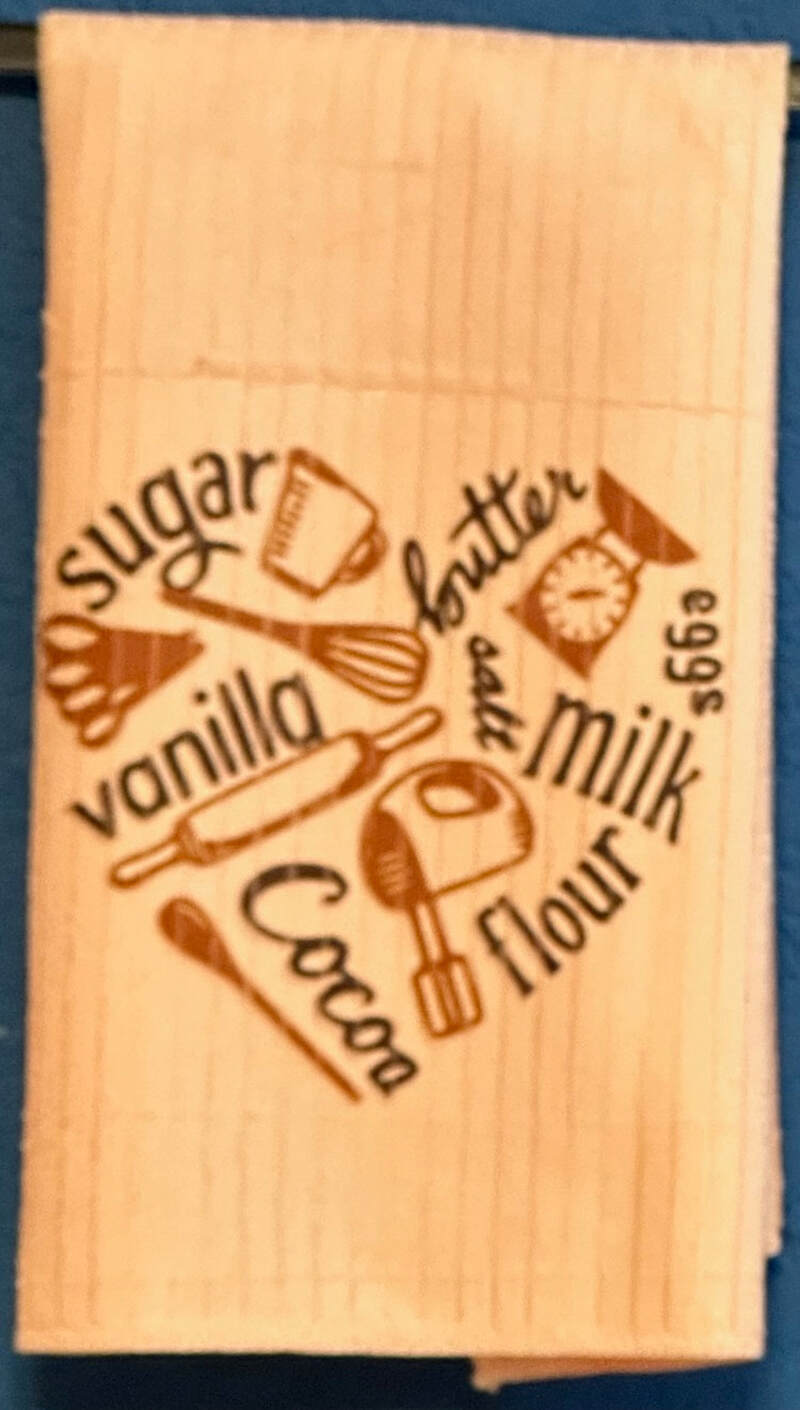 sugar
butter
eggs
salt
vanilla
milk
flour
Cocoa